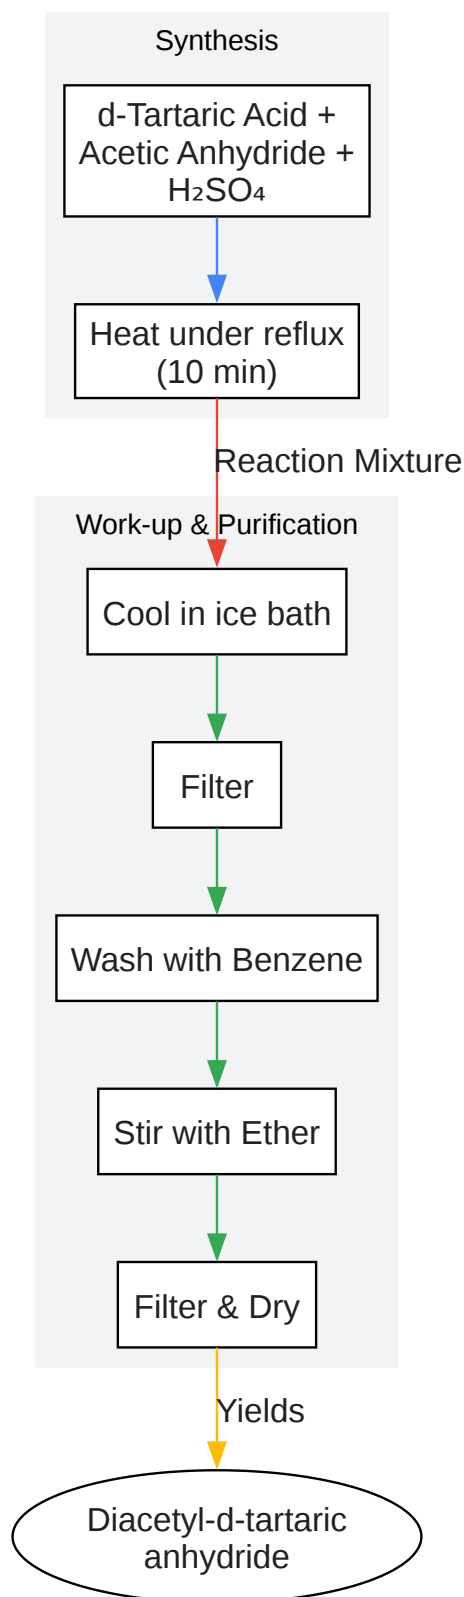 Synthesis
d-Tartaric Acid +
Acetic Anhydride +
H₂SO₄
Heat under reflux
(10 min)
Reaction Mixture
Work-up & Purification
Cool in ice bath
Filter
Wash with Benzene
Stir with Ether
Filter & Dry
Yields
Diacetyl-d-tartaric
anhydride